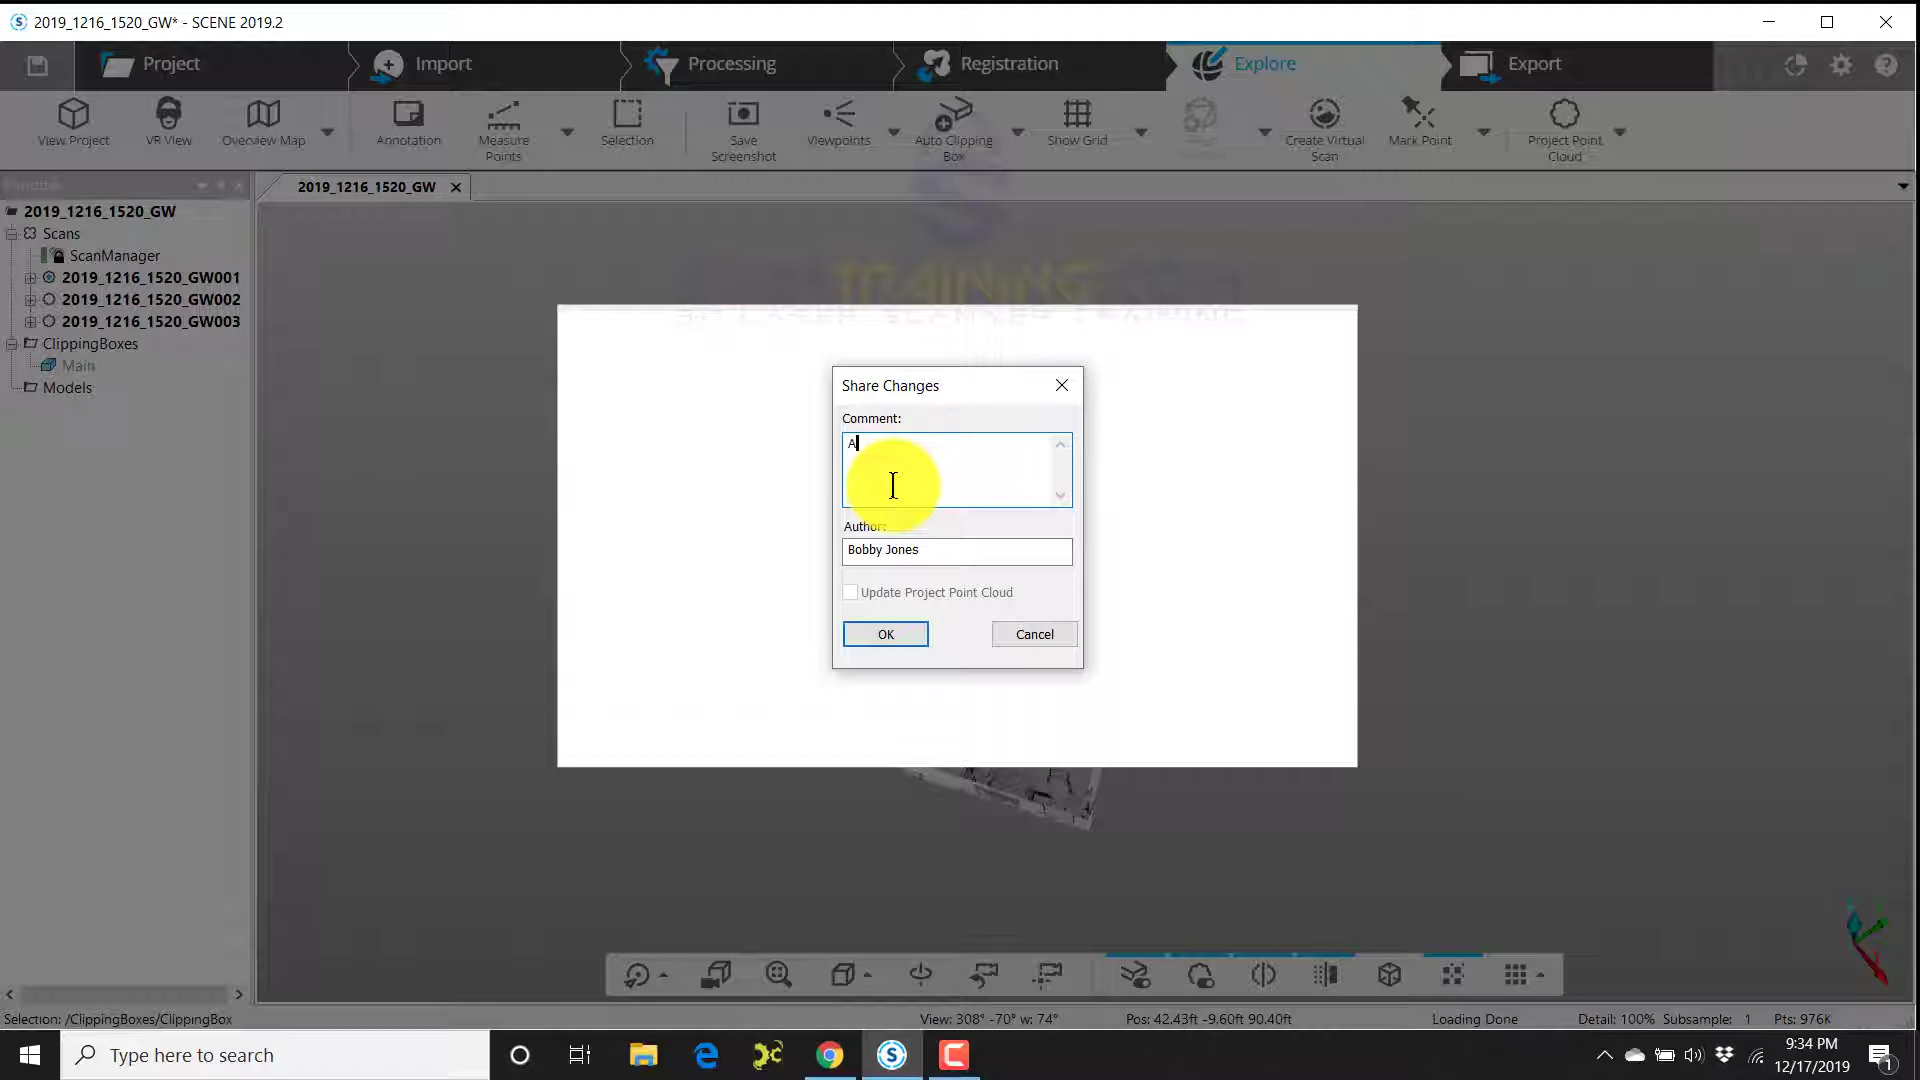 2019_1216_1520_GW* - SCENE 2019.2
Project
Import
Processing
Registration
Explore
Export
View Project
VR View
Overview Map
Annotation
Measure Points
Selection
Save Screenshot
Viewpoints
Auto Clipping Box
Show Grid
Create Virtual Scan
Mark Point
Project Point Cloud
2019_1216_1520_GW
2019_1216_1520_GW
Scans
ScanManager
2019_1216_1520_GW001
2019_1216_1520_GW002
2019_1216_1520_GW003
ClippingBoxes
Main
Models
TRAINING
Share Changes
Comment:
A
Author:
Bobby Jones
Update Project Point Cloud
OK
Cancel
Selection: /ClippingBoxes/ClippingBox
View: 308° -70° w: 74°
Pos: 42.43ft -9.60ft 90.40ft
Loading Done
Detail: 100%
Subsample: 1
Pts: 976K
Type here to search
9:34 PM
12/17/2019
1